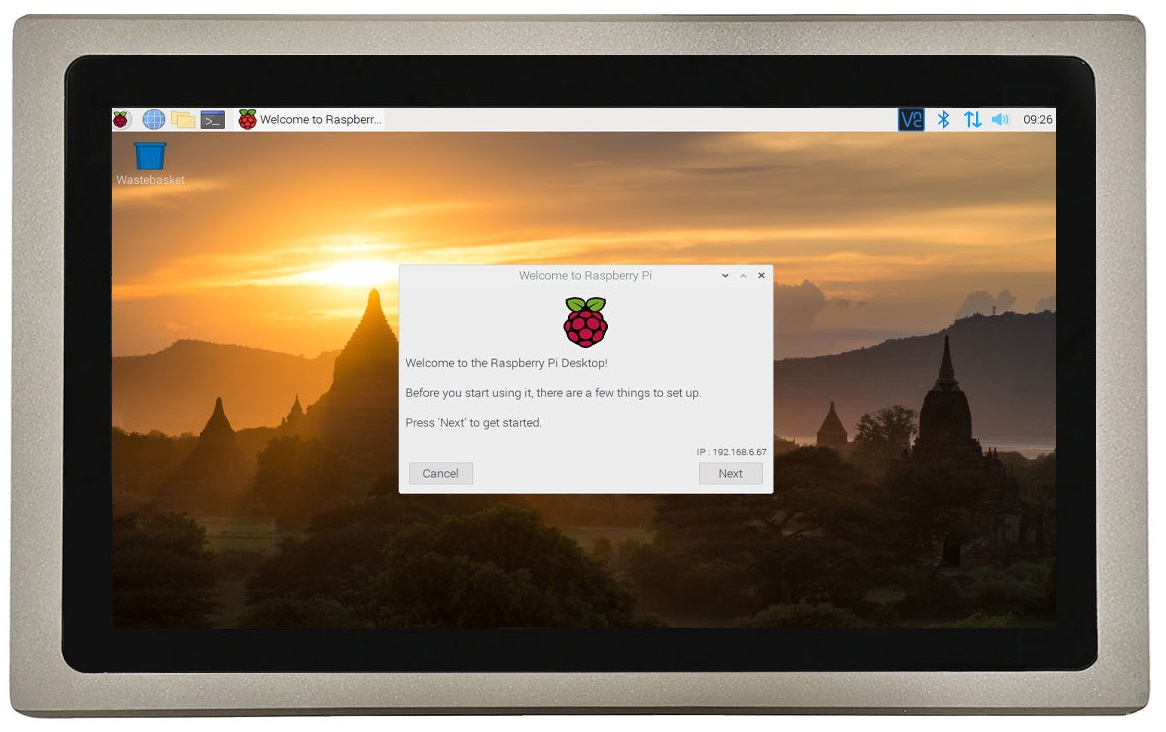 Welcome to Raspberr...
VC
09:26
Wastebasket
Welcome to Raspberry Pi
Welcome to the Raspberry Pi Desktop!
Before you start using it, there are a few things to set up.
Press 'Next' to get started.
IP : 192.168.6.67
Cancel
Next